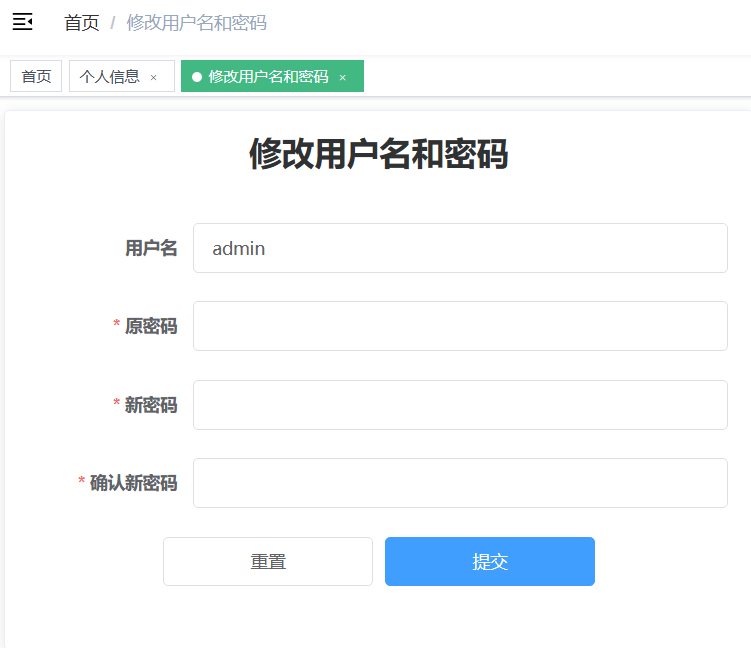 首页 / 修改用户名和密码
首页 个人信息 × 修改用户名和密码 ×
修改用户名和密码
用户名 admin
* 原密码
* 新密码
* 确认新密码
重置 提交